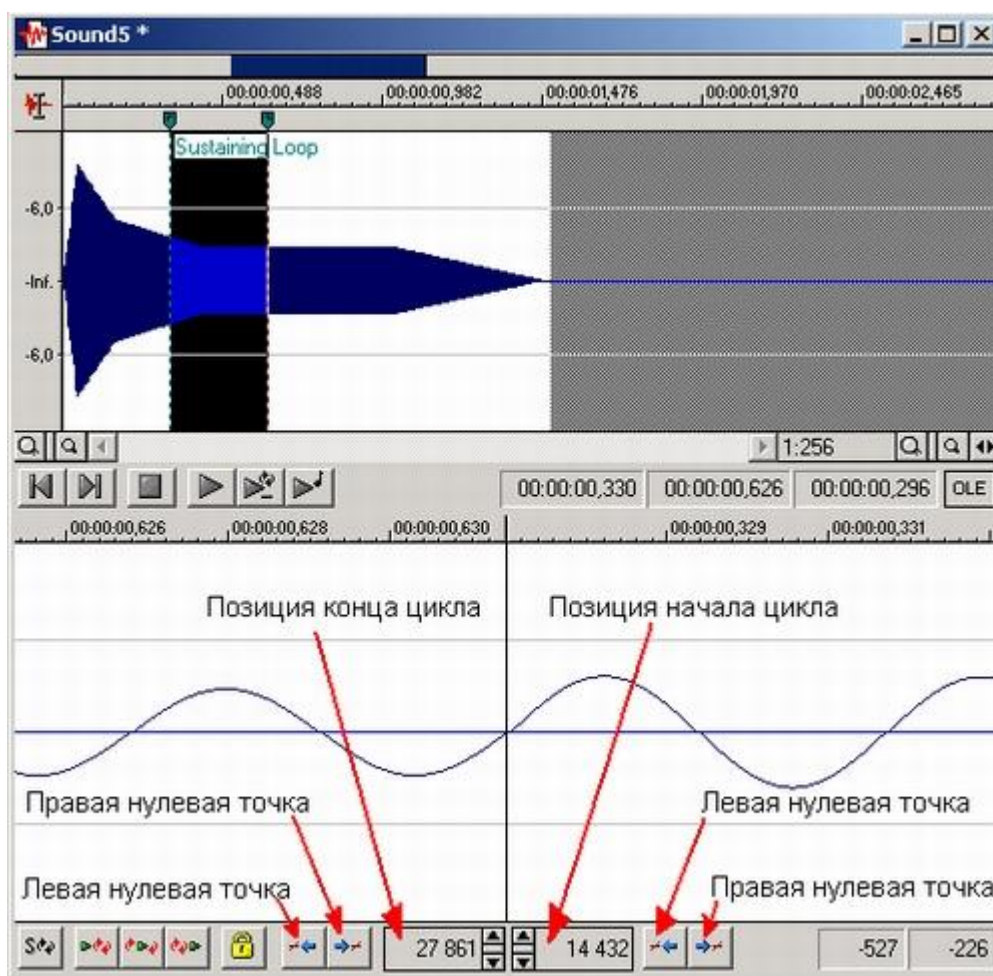 Sound5 *
00:00:00,488 00:00:00,982 00:00:01,476 00:00:01,970 00:00:02,465
Sustaining Loop
-6,0
-Inf.
-6,0
1:256
00:00:00,330 00:00:00,626 00:00:00,296 OLE
00:00:00,626 00:00:00,628 00:00:00,630 00:00:00,329 00:00:00,331
Позиция конца цикла Позиция начала цикла
Правая нулевая точка Левая нулевая точка
Левая нулевая точка Правая нулевая точка
S 27 861 14 432 -527 -226